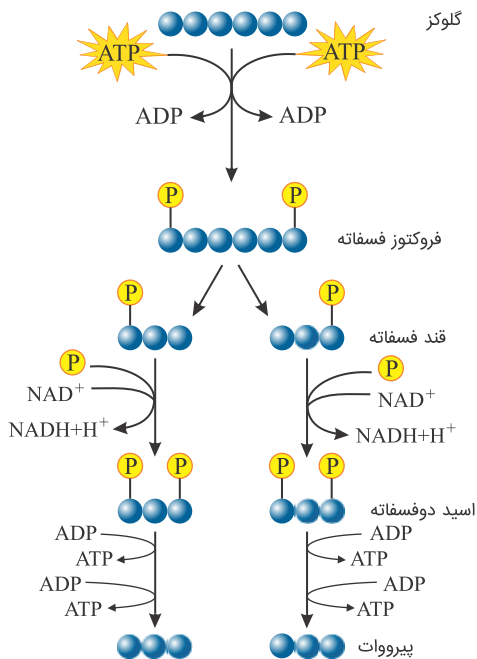 گلوکز
ATP ATP
ADP ADP
P P
فروکتوز فسفاته
P P
قند فسفاته
P P
NAD+ NAD+
NADH+H+ NADH+H+
P P P P
اسید دوفسفاته
ADP ADP
ATP ATP
ADP ADP
ATP ATP
پیرووات